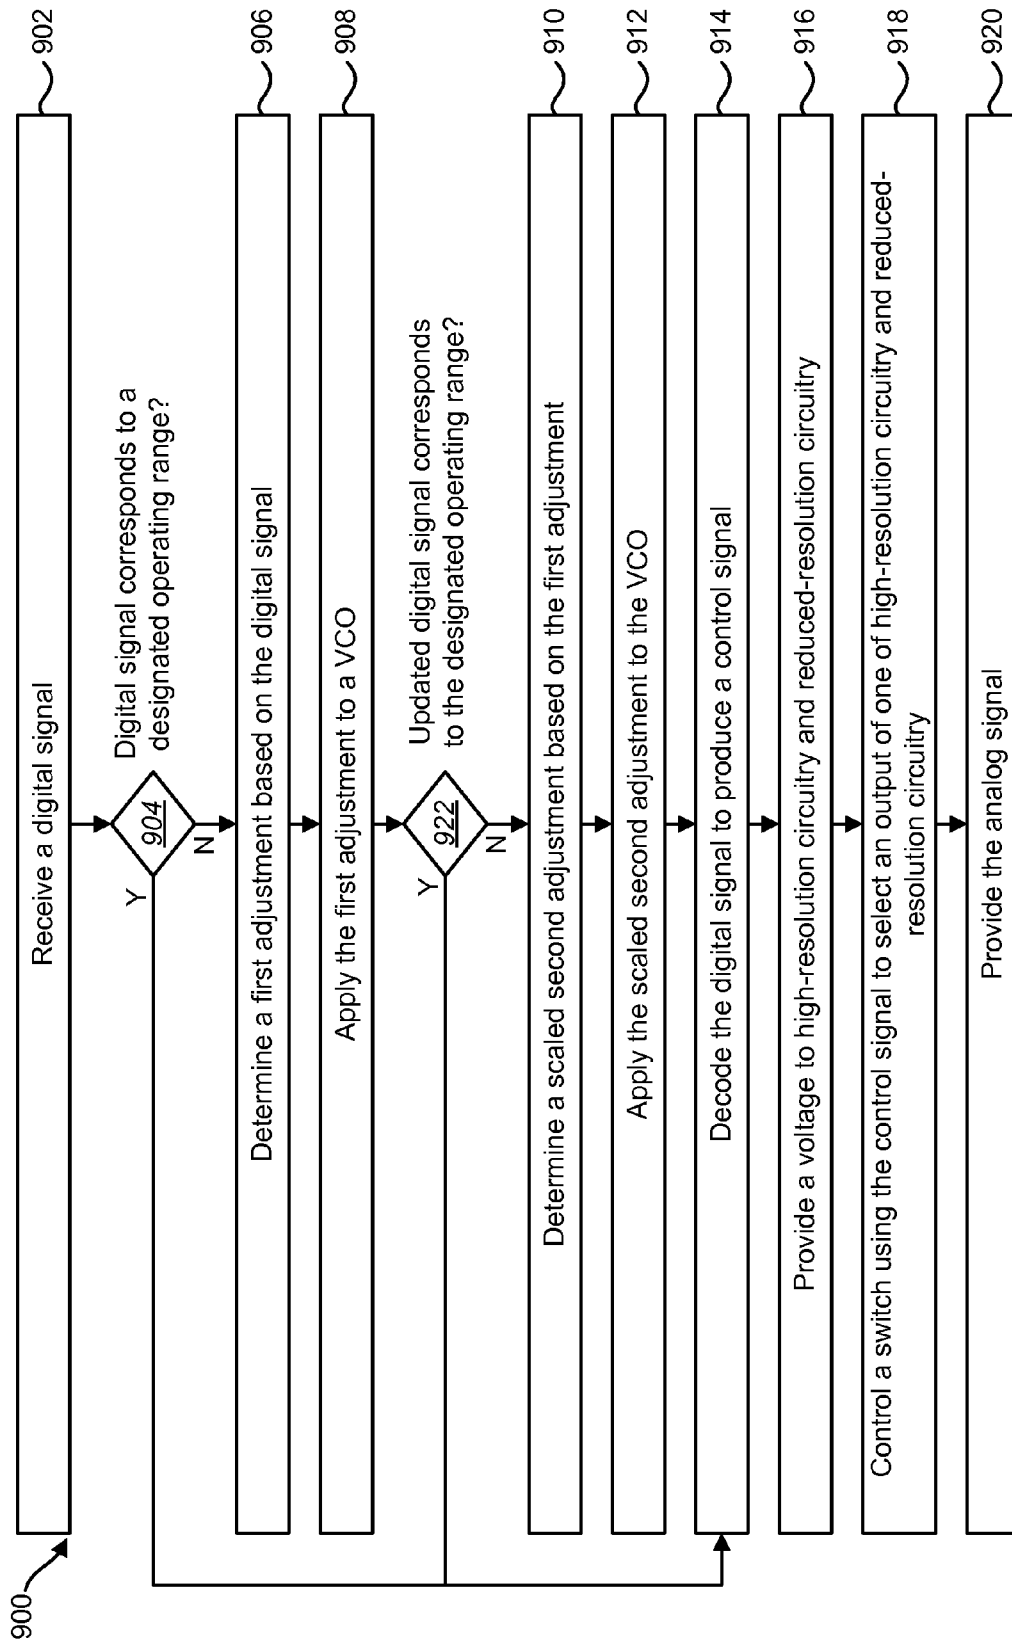 900
Receive a digital signal
902
Digital signal corresponds to a
designated operating range?
904
Y
N
Determine a first adjustment based on the digital signal
906
Apply the first adjustment to a VCO
908
Updated digital signal corresponds
to the designated operating range?
922
Y
N
Determine a scaled second adjustment based on the first adjustment
910
Apply the scaled second adjustment to the VCO
912
Decode the digital signal to produce a control signal
914
Provide a voltage to high-resolution circuitry and reduced-resolution circuitry
916
Control a switch using the control signal to select an output of one of high-resolution circuitry and reduced-
resolution circuitry
918
Provide the analog signal
920